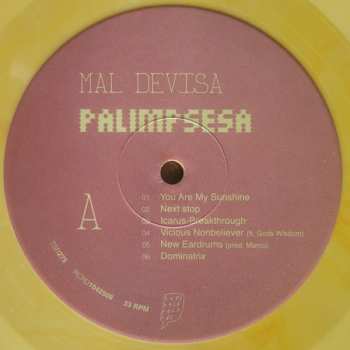 MAL DEVISA
PALIMPSESA
A
01 You Are My Sunshine
02 Next stop
03 Icarus-Breakthrough
04 Vicious Nonbeliever (ft. Gods Wisdom)
05 New Eardrums (prod. Marco)
06 Dominatrix
33 RPM